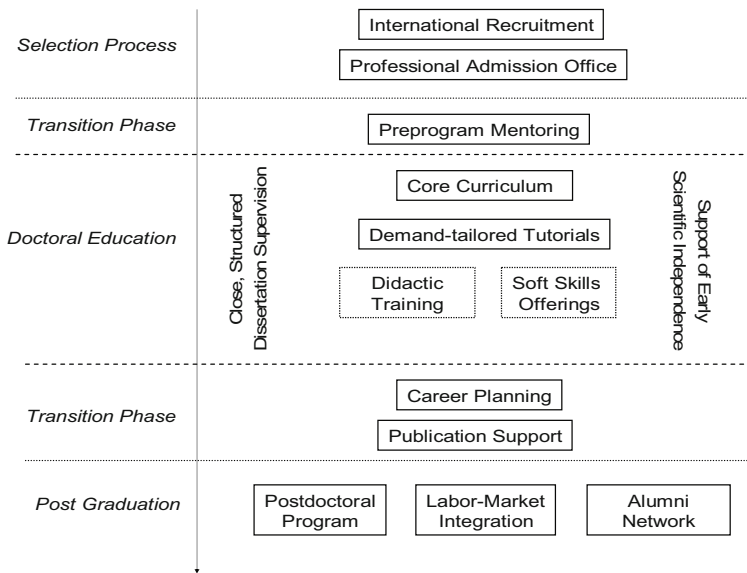 Selection Process
International Recruitment
Professional Admission Office
Transition Phase
Preprogram Mentoring
Doctoral Education
Close, Structured
Dissertation Supervision
Core Curriculum
Demand-tailored Tutorials
Didactic
Training
Soft Skills
Offerings
Support of Early
Scientific Independence
Transition Phase
Career Planning
Publication Support
Post Graduation
Postdoctoral
Program
Labor-Market
Integration
Alumni
Network